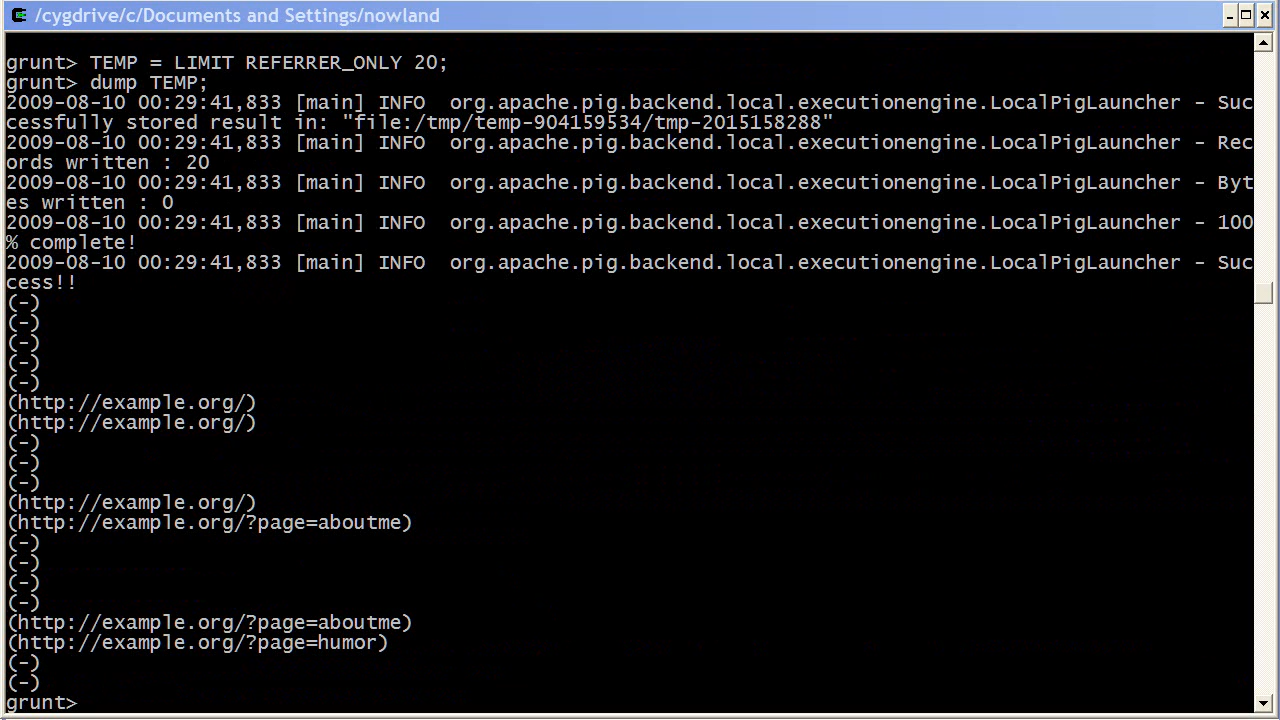 /cygdrive/c/Documents and Settings/nowland
grunt> TEMP = LIMIT REFERRER_ONLY 20;
grunt> dump TEMP;
2009-08-10 00:29:41,833 [main] INFO  org.apache.pig.backend.local.executionengine.LocalPigLauncher - Suc
cessfully stored result in: "file:/tmp/temp-904159534/tmp-2015158288"
2009-08-10 00:29:41,833 [main] INFO  org.apache.pig.backend.local.executionengine.LocalPigLauncher - Rec
ords written : 20
2009-08-10 00:29:41,833 [main] INFO  org.apache.pig.backend.local.executionengine.LocalPigLauncher - Byt
es written : 0
2009-08-10 00:29:41,833 [main] INFO  org.apache.pig.backend.local.executionengine.LocalPigLauncher - 100
% complete!
2009-08-10 00:29:41,833 [main] INFO  org.apache.pig.backend.local.executionengine.LocalPigLauncher - Suc
cess!!
(-)
(-)
(-)
(-)
(-)
(http://example.org/)
(http://example.org/)
(-)
(-)
(-)
(http://example.org/)
(http://example.org/?page=aboutme)
(-)
(-)
(-)
(-)
(http://example.org/?page=aboutme)
(http://example.org/?page=humor)
(-)
(-)
grunt>